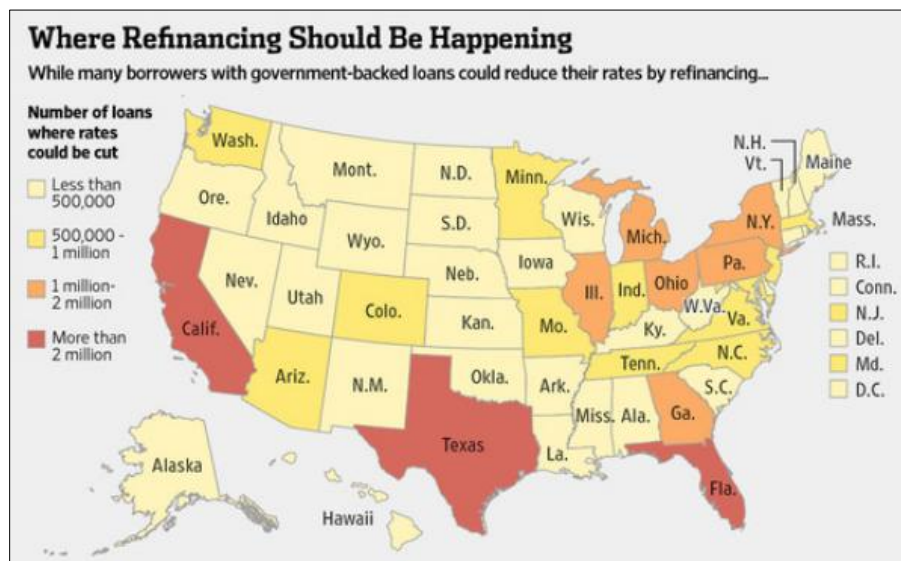 Where Refinancing Should Be Happening
While many borrowers with government-backed loans could reduce their rates by refinancing...
Number of loans
where rates
could be cut
Less than
500,000
500,000 -
1 million
1 million-
2 million
More than
2 million
Wash.
Ore.
Calif.
Nev.
Idaho
Mont.
Wyo.
Utah
Colo.
Ariz.
N.M.
N.D.
S.D.
Neb.
Kan.
Okla.
Texas
Minn.
Iowa
Mo.
Ark.
La.
Wis.
Ill.
Mich.
Ind.
Ohio
Ky.
Tenn.
Miss.
Ala.
Ga.
Fla.
S.C.
N.C.
Va.
W.Va.
Pa.
N.Y.
Vt.
N.H.
Maine
Mass.
R.I.
Conn.
N.J.
Del.
Md.
D.C.
Alaska
Hawaii